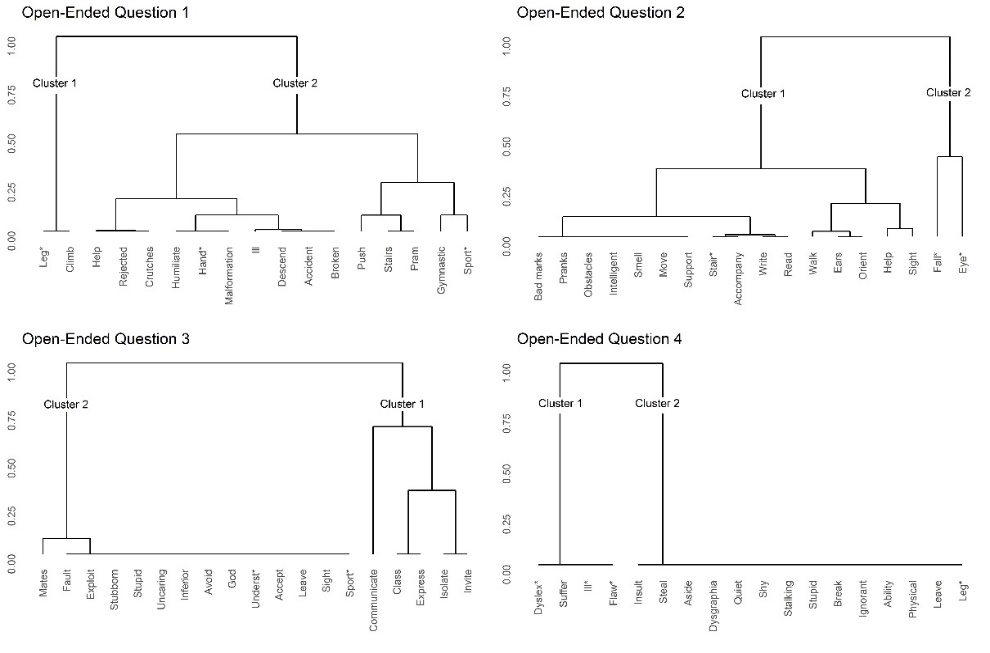 Open-Ended Question 1
1.00
0.75
0.50
0.25
0.00
Cluster 1
Cluster 2
Leg*
Climb
Help
Rejected
Crutches
Humiliate
Hand*
Malformation
Ill
Descend
Accident
Broken
Push
Stairs
Pram
Gymnastic
Sport*
Open-Ended Question 2
1.00
0.75
0.50
0.25
0.00
Cluster 1
Cluster 2
Bad marks
Pranks
Obstacles
Intelligent
Smell
Move
Support
Stair*
Accompany
Write
Read
Walk
Ears
Orient
Help
Sight
Fall*
Eye*
Open-Ended Question 3
1.00
0.75
0.50
0.25
0.00
Cluster 2
Cluster 1
Mates
Fault
Exploit
Stubborn
Stupid
Uncaring
Inferior
Avoid
God
Underst*
Accept
Leave
Sight
Sport*
Communicate
Class
Express
Isolate
Invite
Open-Ended Question 4
1.00
0.75
0.50
0.25
0.00
Cluster 1
Cluster 2
Dyslex*
Suffer
Ill*
Flaw*
Insult
Steal
Aside
Dysgraphia
Quiet
Shy
Stalking
Stupid
Break
Ignorant
Ability
Physical
Leave
Leg*